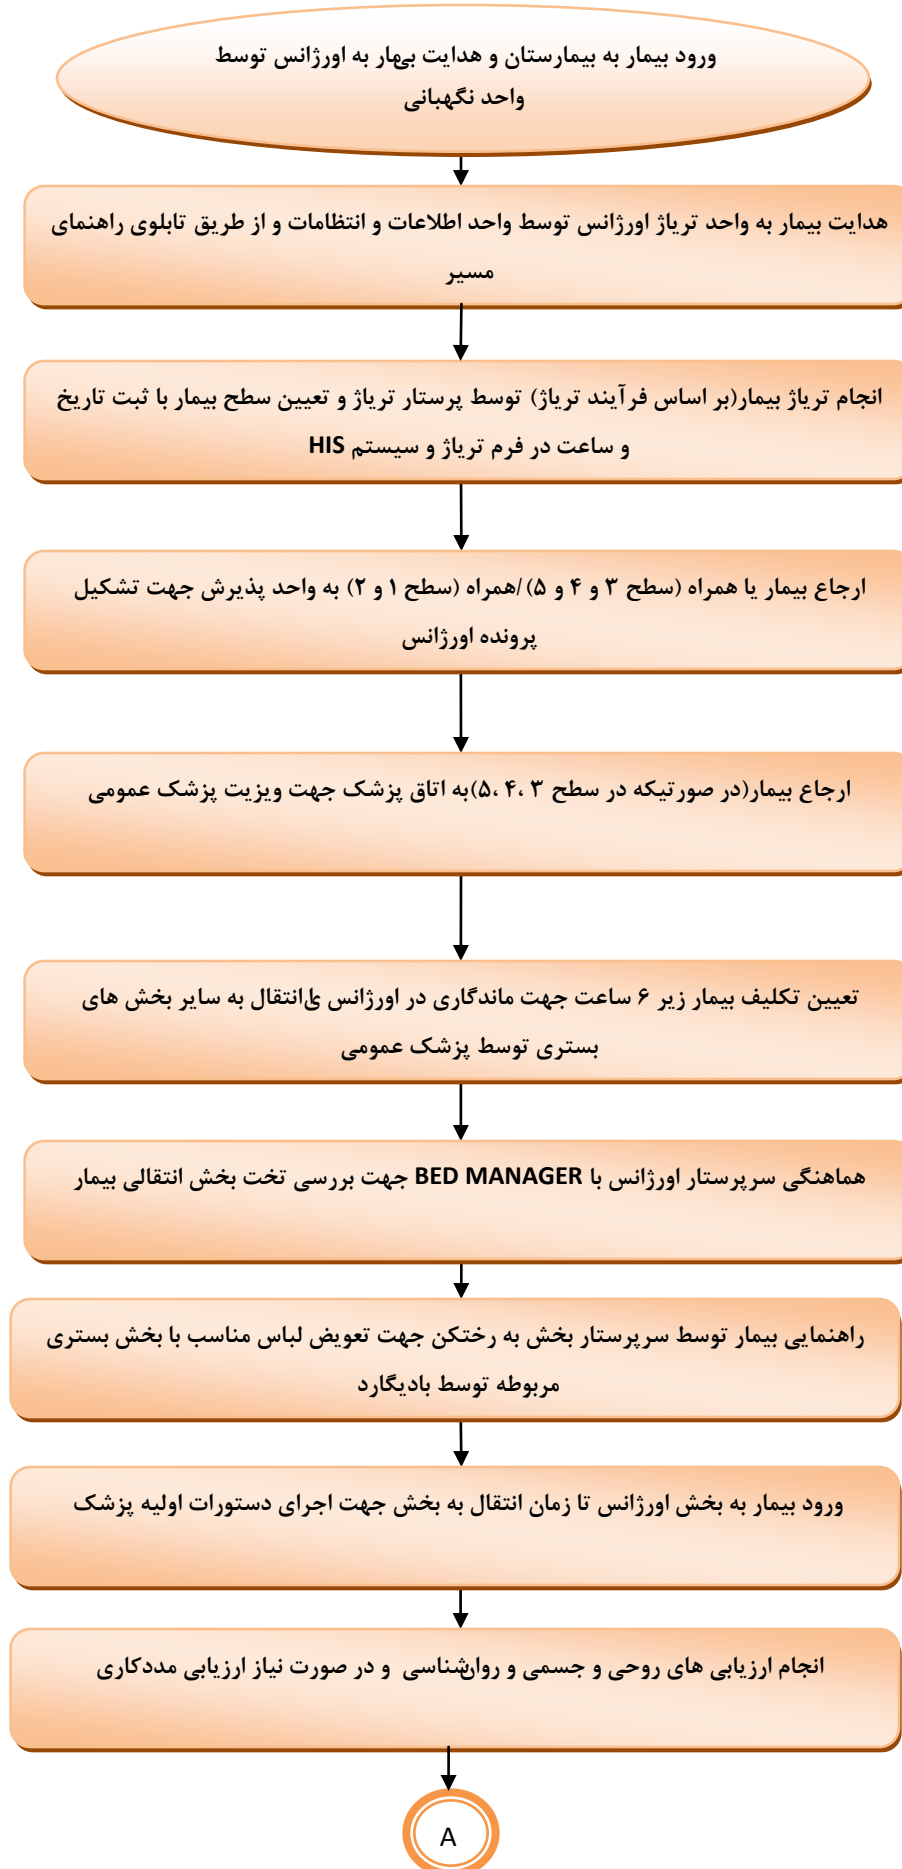 ورود بیمار به بیمارستان و هدایت بیمار به اورژانس توسط
واحد نگهبانی
هدایت بیمار به واحد تریاژ اورژانس توسط واحد اطلاعات و انتظامات و از طریق تابلوی راهنمای
مسیر
انجام تریاژ بیمار(بر اساس فرآیند تریاژ) توسط پرستار تریاژ و تعیین سطح بیمار با ثبت تاریخ
و ساعت در فرم تریاژ و سیستم HIS
ارجاع بیمار یا همراه (سطح ۳ و ۴ و ۵) /همراه (سطح ۱ و ۲) به واحد پذیرش جهت تشکیل
پرونده اورژانس
ارجاع بیمار(در صورتیکه در سطح ۳ ،۴ ،۵)به اتاق پزشک جهت ویزیت پزشک عمومی
تعیین تکلیف بیمار زیر ۶ ساعت جهت ماندگاری در اورژانس یا انتقال به سایر بخش های
بستری توسط پزشک عمومی
هماهنگی سرپرستار اورژانس با BED MANAGER جهت بررسی تخت بخش انتقالی بیمار
راهنمایی بیمار توسط سرپرستار بخش به رختکن جهت تعویض لباس مناسب با بخش بستری
مربوطه توسط بادیگارد
ورود بیمار به بخش اورژانس تا زمان انتقال به بخش جهت اجرای دستورات اولیه پزشک
انجام ارزیابی های روحی و جسمی و روانشناسی و در صورت نیاز ارزیابی مددکاری
A